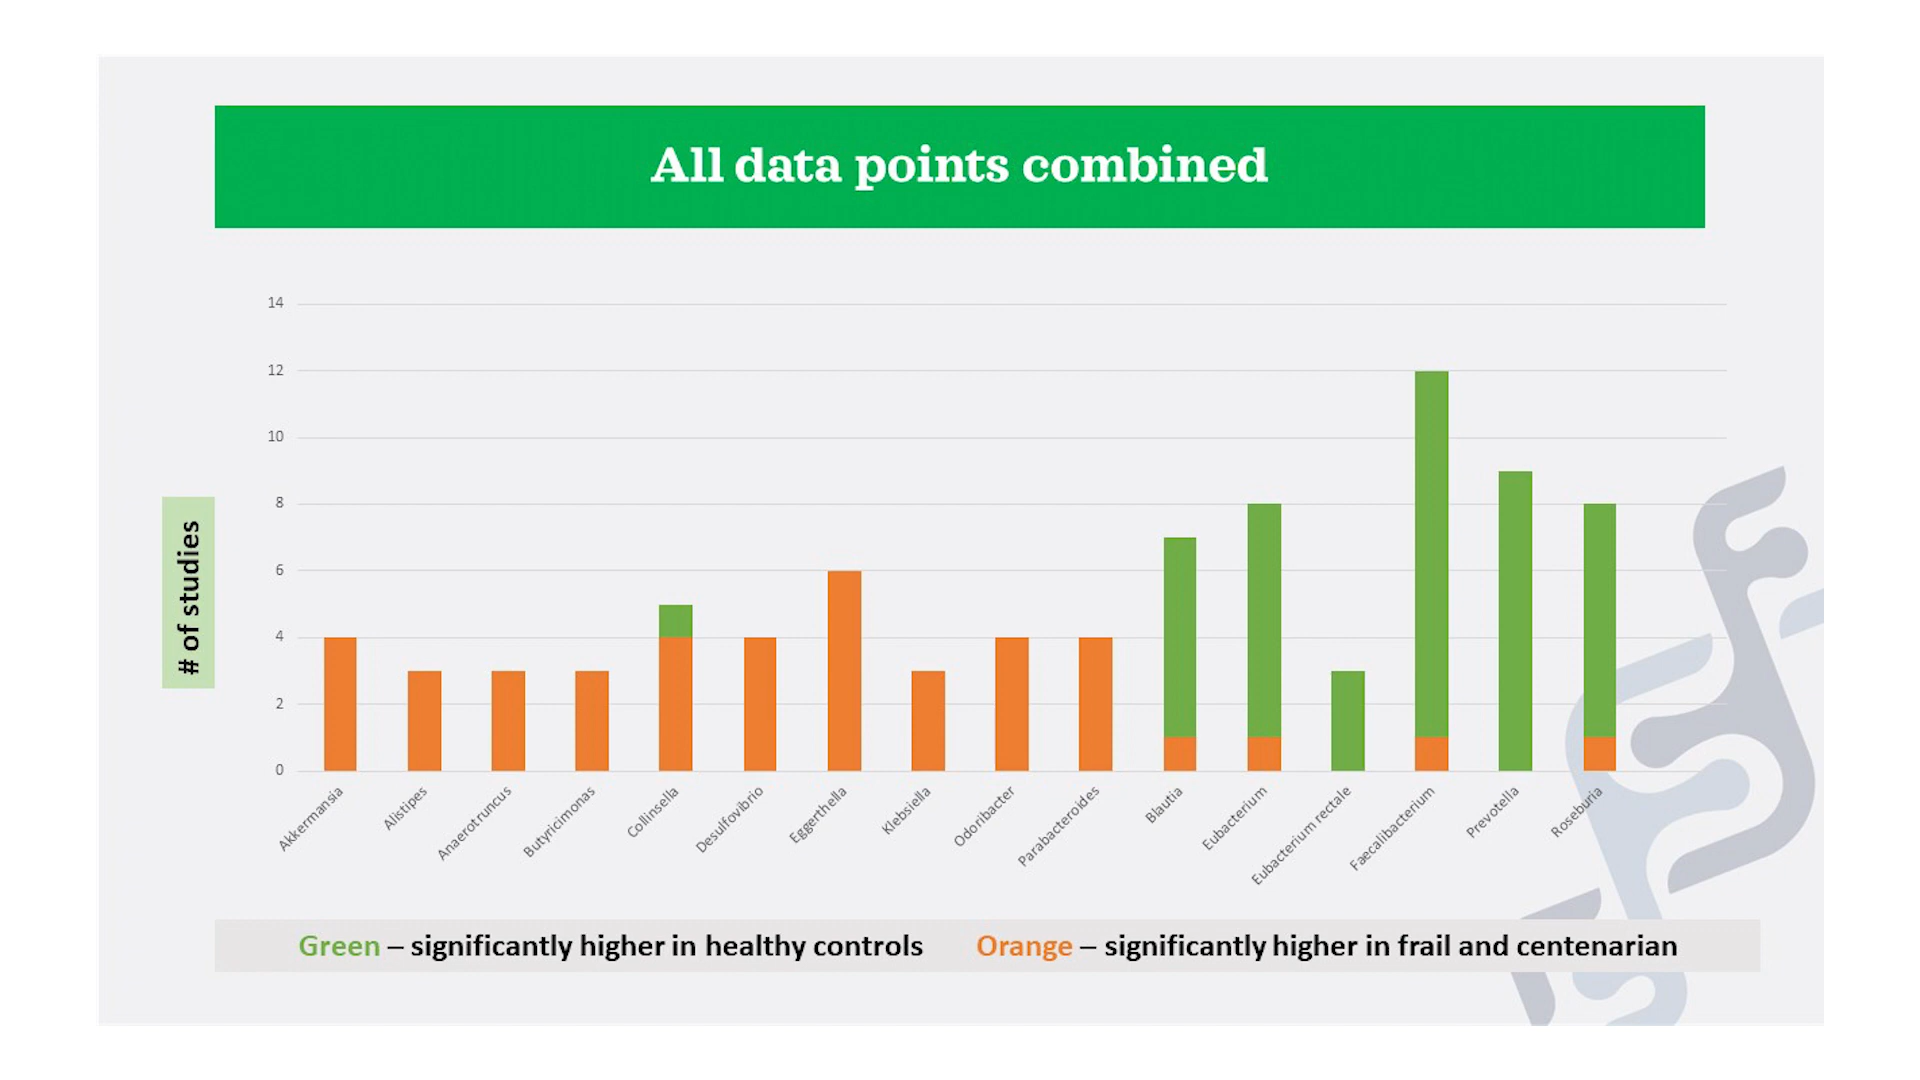 All data points combined
# of studies
14
12
10
8
6
4
2
0
Akkermansia
Alistipes
Anaerotruncus
Butyricimonas
Collinsella
Desulfovibrio
Eggerthella
Klebsiella
Odoribacter
Parabacteroides
Blautia
Eubacterium
Eubacterium rectale
Faecalibacterium
Prevotella
Roseburia
Green – significantly higher in healthy controls
Orange – significantly higher in frail and centenarian